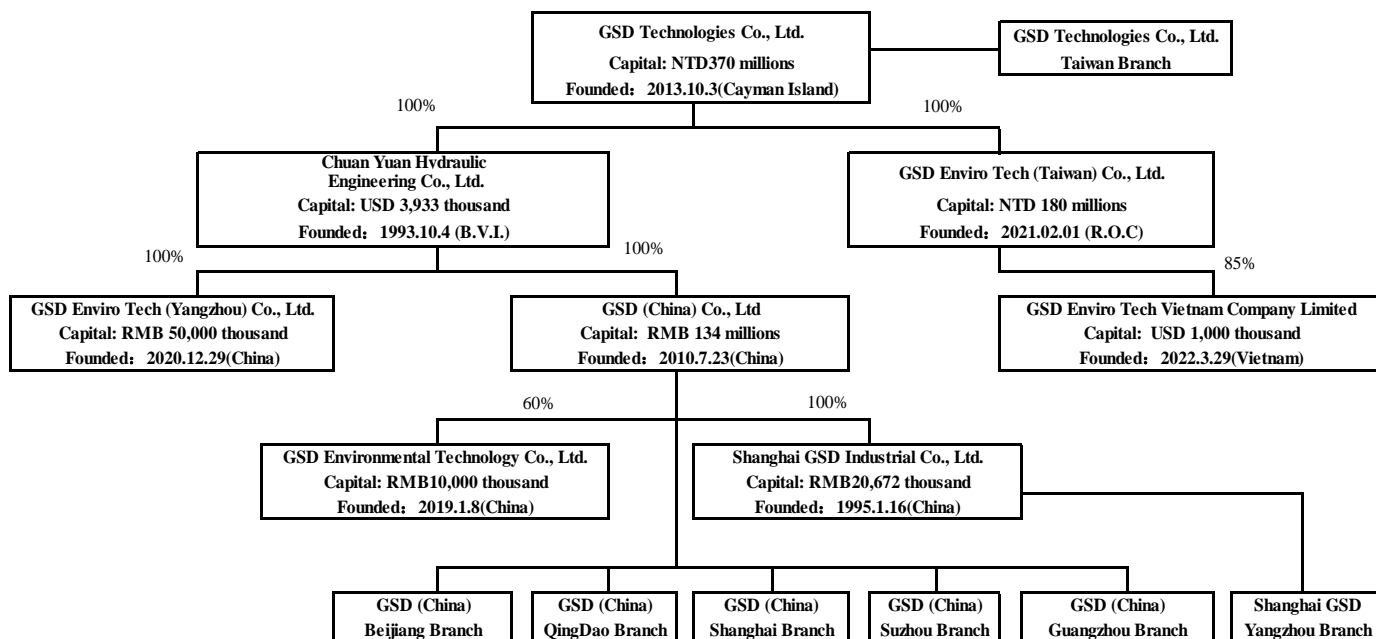 GSD Technologies Co., Ltd.
Capital: NTD370 millions
Founded：2013.10.3(Cayman Island)
GSD Technologies Co., Ltd.
Taiwan Branch
100%
100%
Chuan Yuan Hydraulic
Engineering Co., Ltd.
Capital: USD 3,933 thousand
Founded：1993.10.4 (B.V.I.)
GSD Enviro Tech (Taiwan) Co., Ltd.
Capital: NTD 180 millions
Founded：2021.02.01 (R.O.C)
100%
100%
85%
GSD Enviro Tech (Yangzhou) Co., Ltd.
Capital: RMB 50,000 thousand
Founded：2020.12.29(China)
GSD (China) Co., Ltd
Capital: RMB 134 millions
Founded：2010.7.23(China)
GSD Enviro Tech Vietnam Company Limited
Capital: USD 1,000 thousand
Founded：2022.3.29(Vietnam)
60%
100%
GSD Environmental Technology Co., Ltd.
Capital: RMB10,000 thousand
Founded：2019.1.8(China)
Shanghai GSD Industrial Co., Ltd.
Capital: RMB20,672 thousand
Founded：1995.1.16(China)
GSD (China)
Beijiang Branch
GSD (China)
QingDao Branch
GSD (China)
Shanghai Branch
GSD (China)
Suzhou Branch
GSD (China)
Guangzhou Branch
Shanghai GSD
Yangzhou Branch